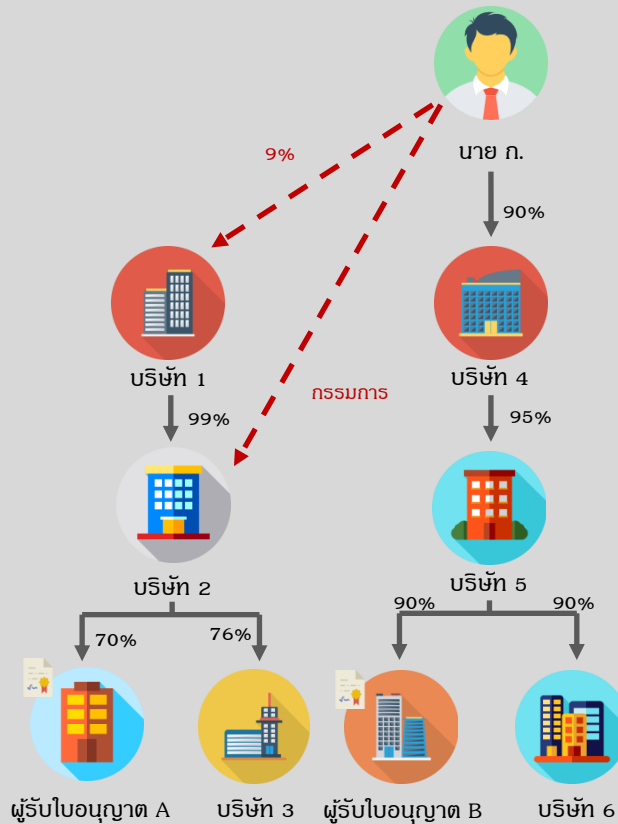 นาย ก.
9%
90%
บริษัท 1
บริษัท 4
99%
กรรมการ
95%
บริษัท 2
บริษัท 5
70%
76%
90%
90%
ผู้รับใบอนุญาต A
บริษัท 3
ผู้รับใบอนุญาต B
บริษัท 6